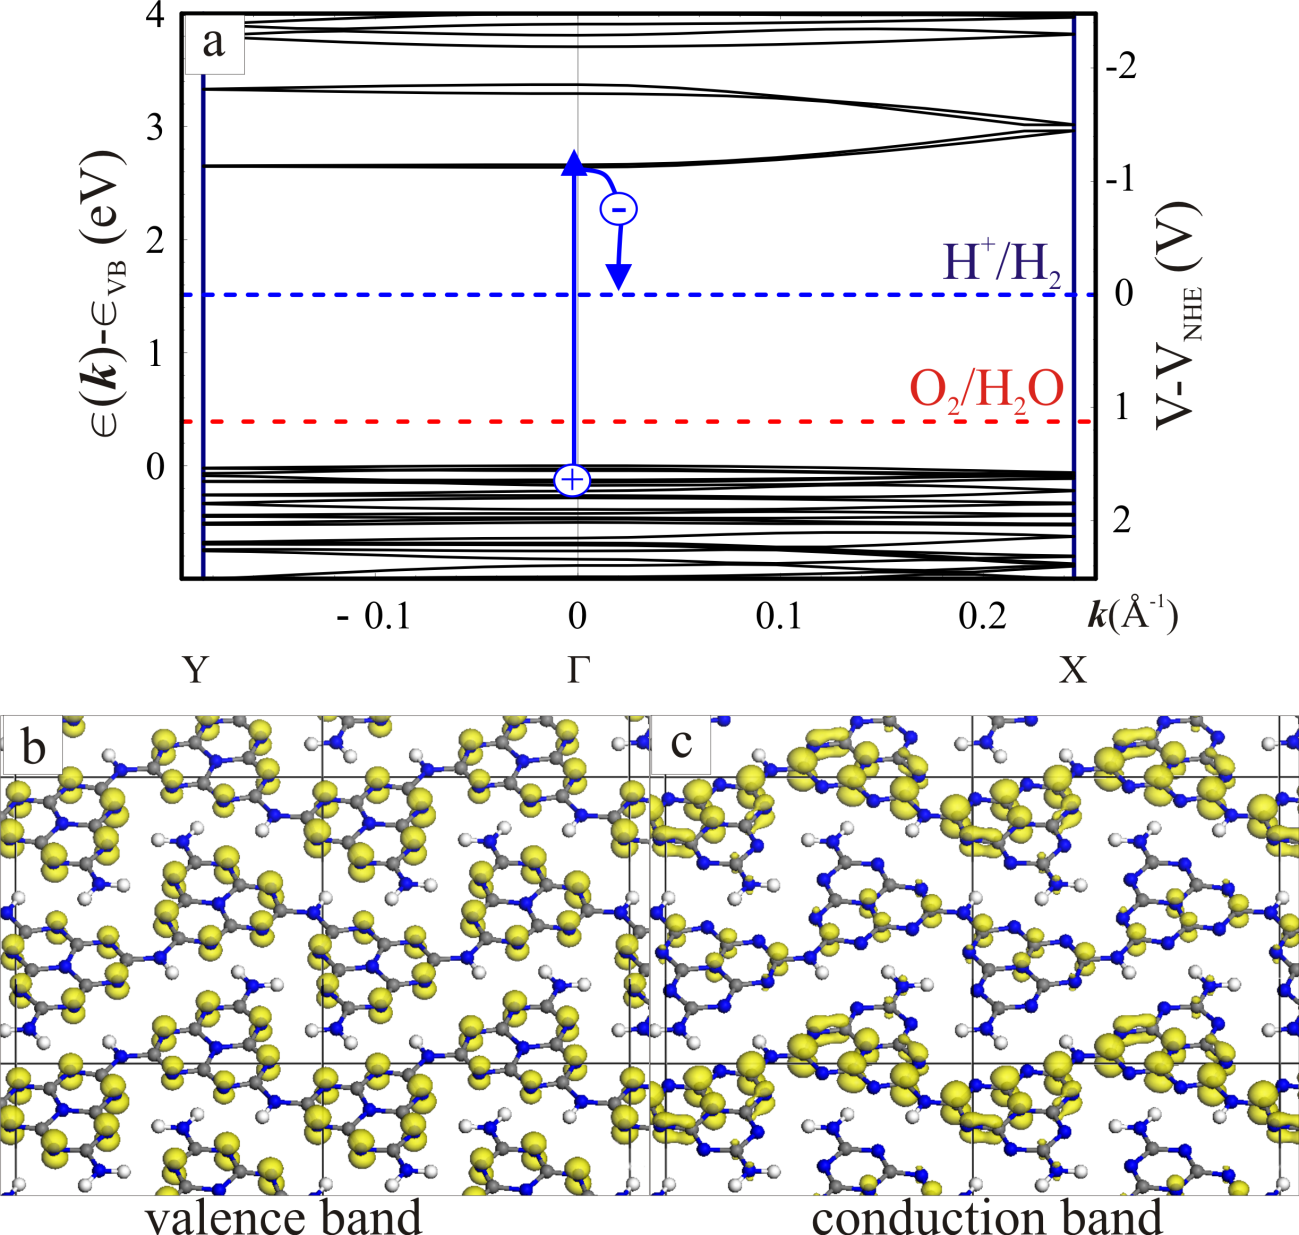 a
4
3
2
1
0
∈(k)-∈VB (eV)
-2
-1
0
1
2
V-VNHE (V)
H⁺/H₂
O₂/H₂O
-
+
- 0.1
0
0.1
0.2
k(Å⁻¹)
Y
Γ
X
b
c
valence band
conduction band